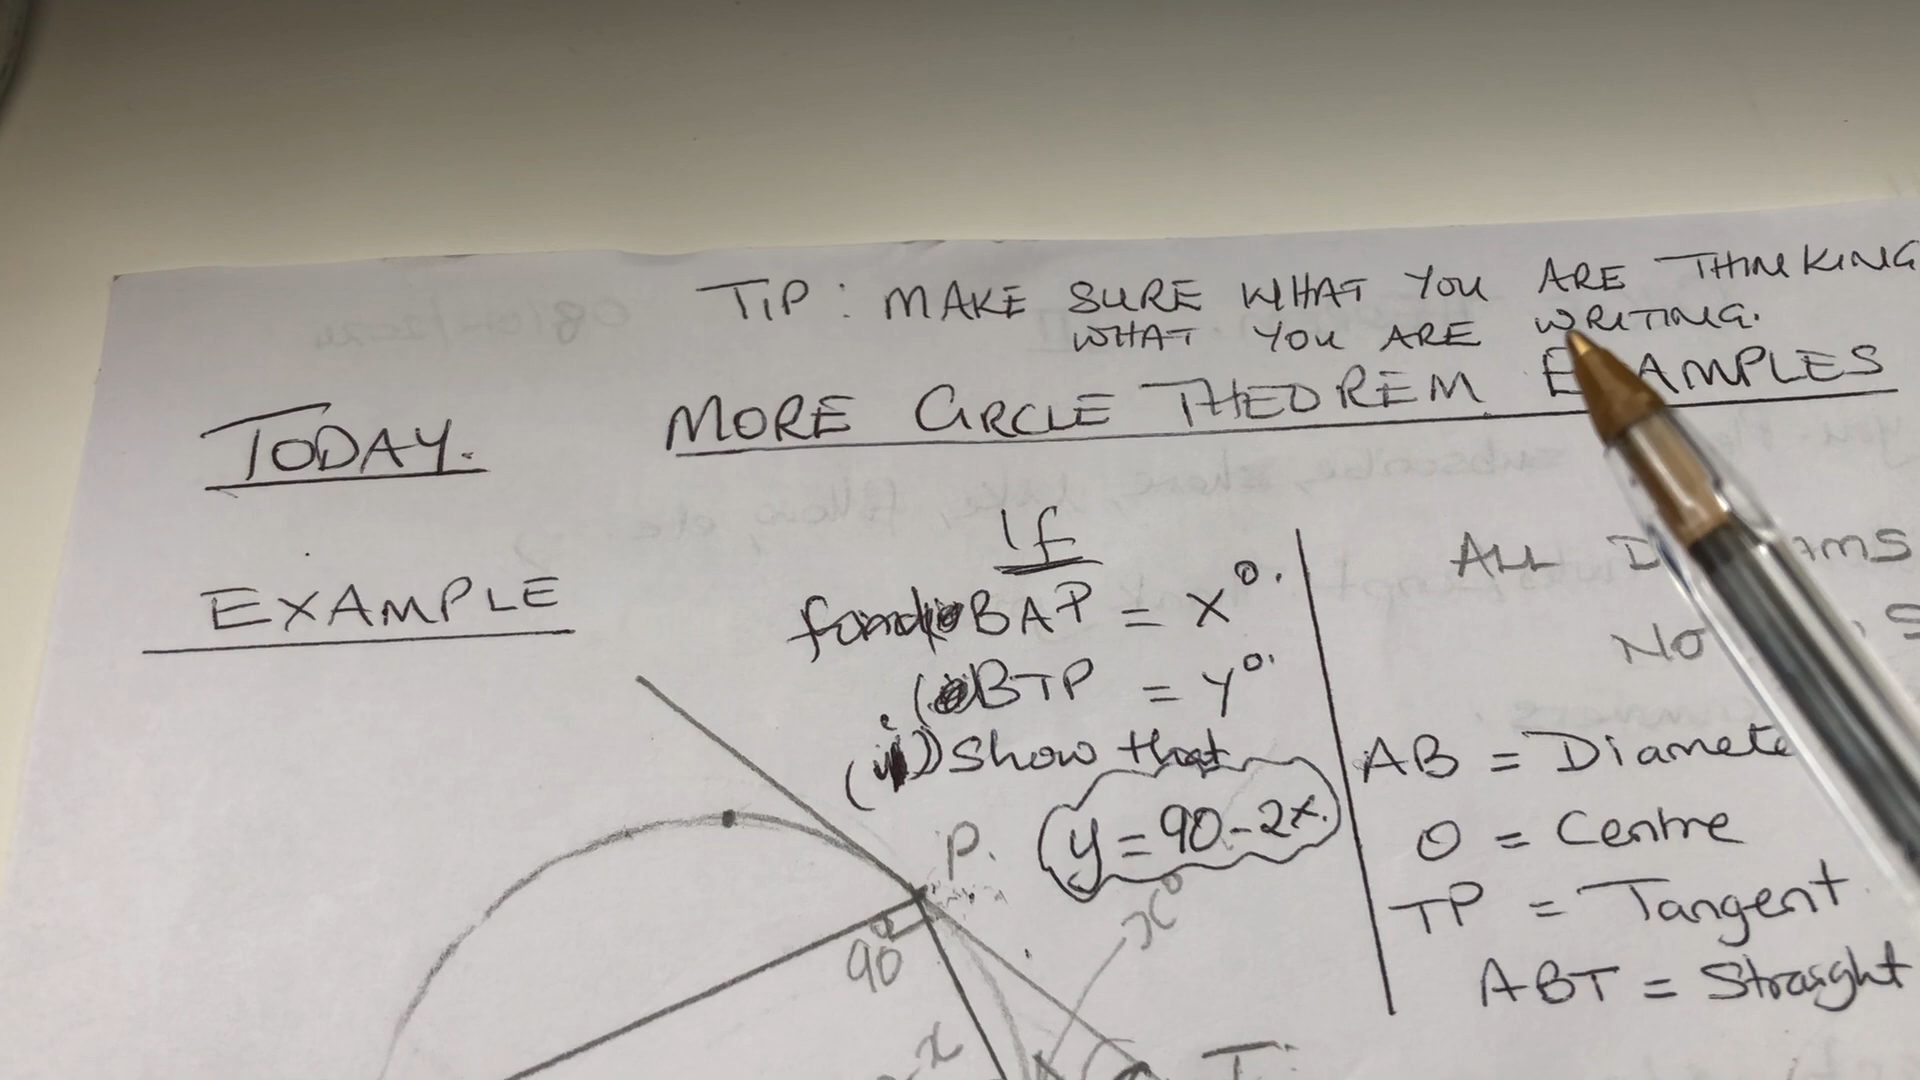 TIP: MAKE SURE WHAT YOU ARE THINKING
WHAT YOU ARE WRITING.
TODAY.
MORE CIRCLE THEOREM EXAMPLES
EXAMPLE
If
BAP = x°.
BTP = y°.
Show that
y = 90 - 2x.
ALL
NO
AB =
O = Centre
TP = Tangent
ABT = Straight
P.
x°
90
x
T